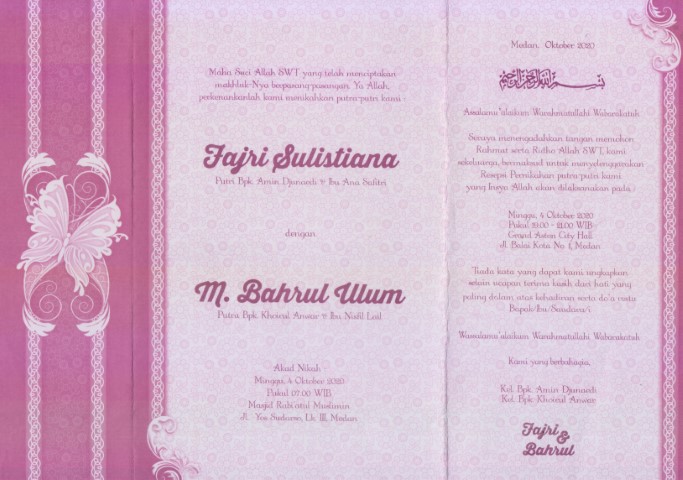 Maha Suci Allah SWT yang telah menciptakan
makhluk-Nya berpasang-pasangan. Ya Allah,
perkenankanlah kami menikahkan putra-putri kami :
Fajri Sulistiana
Putri Bpk. Amin Djunaedi & Ibu Ana Safitri
dengan
M. Bahrul Ulum
Putra Bpk. Khoirul Anwar & Ibu Nafil Lail
Akad Nikah
Minggu, 4 Oktober 2020
Pukul 07.00 WIB
Masjid Rabi'atul Muslimin
Jl. Yos Sudarso, Lk. III, Medan
Medan, Oktober 2020
بسم الله الرحمن الرحيم
Assalamu'alaikum Warahmatullahi Wabarakatuh
Seraya menengadahkan tangan memohon
Rahmat serta Ridho Allah SWT, kami
sekeluarga, bermaksud untuk menyelenggarakan
Resepsi Pernikahan putra-putri kami
yang Insya Allah akan dilaksanakan pada :
Minggu, 4 Oktober 2020
Pukul 19.00 - 21.00 WIB
Grand Aston City Hall
Jl. Balai Kota No. 1, Medan
Tiada kata yang dapat kami ungkapkan
selain ucapan terima kasih dari hati yang
paling dalam atas kehadiran serta do'a restu
Bapak/Ibu/Saudara/i
Wassalamu'alaikum Warahmatullahi Wabarakatuh
Kami yang berbahagia,
Kel. Bpk. Amin Djunaedi
Kel. Bpk. Khoirul Anwar
Fajri &
Bahrul